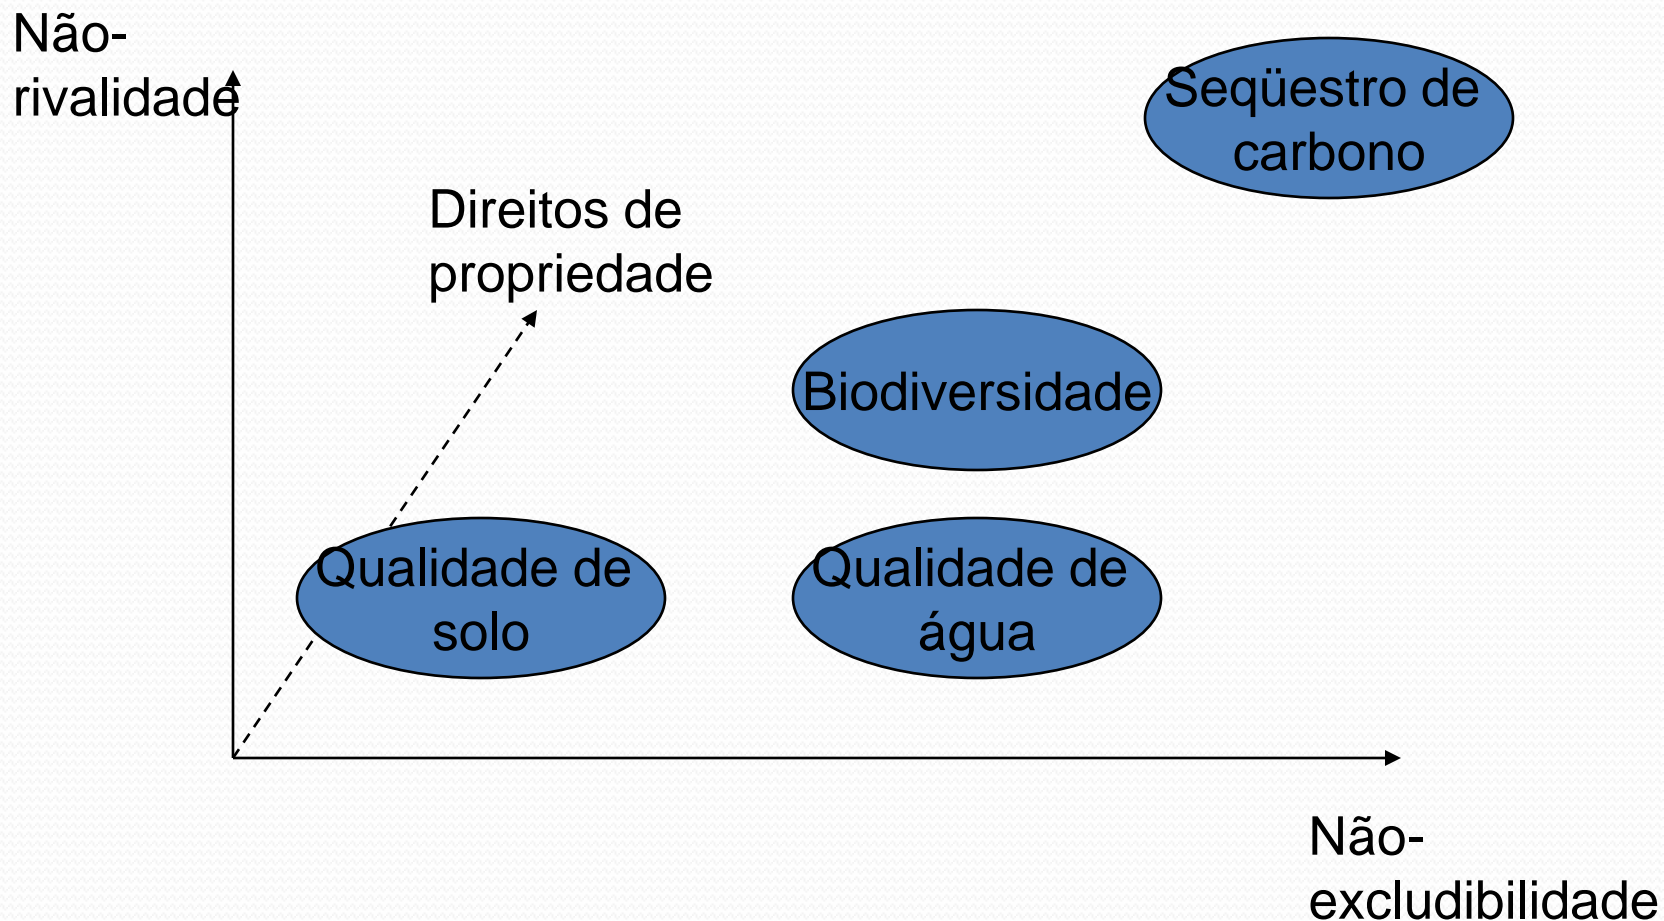 Não-
rivalidade
Seqüestro de
carbono
Direitos de
propriedade
Biodiversidade
Qualidade de
solo
Qualidade de
água
Não-
excludibilidade